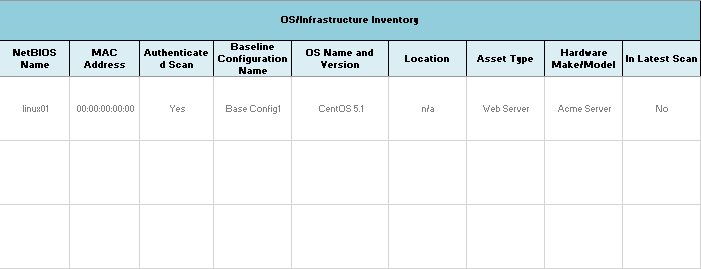 OS/Infrastructure Inventory
NetBIOS Name
MAC Address
Authenticate d Scan
Baseline Configuration Name
OS Name and Version
Location
Asset Type
Hardware Make/Model
In Latest Scan
linux01
00:00:00:00:00
Yes
Base Config1
CentOS 5.1
n/a
Web Server
Acme Server
No